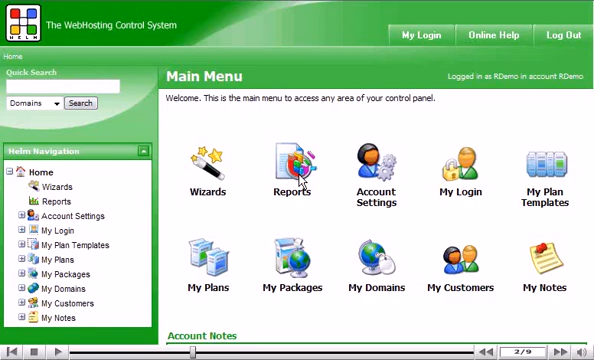 HELM
The WebHosting Control System
My Login
Online Help
Log Out
Home
Quick Search
Domains
Search
Main Menu
Logged in as RDemo in account RDemo
Welcome. This is the main menu to access any area of your control panel.
Helm Navigation
Home
Wizards
Reports
Account Settings
My Login
My Plan Templates
My Plans
My Packages
My Domains
My Customers
My Notes
Wizards
Reports
Account
Settings
My Login
My Plan
Templates
My Plans
My Packages
My Domains
My Customers
My Notes
Account Notes
2/9